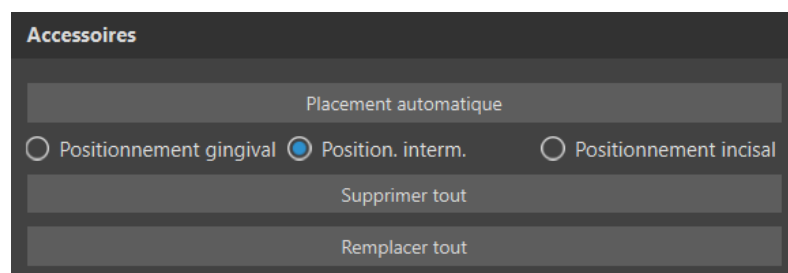 Accessoires
Placement automatique
Positionnement gingival Position. interm. Positionnement incisal
Supprimer tout
Remplacer tout